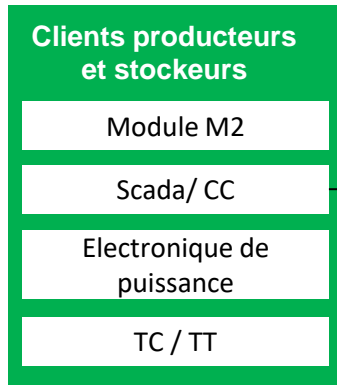 Clients producteurs
et stockeurs
Module M2
Scada/ CC
Electronique de
puissance
TC / TT